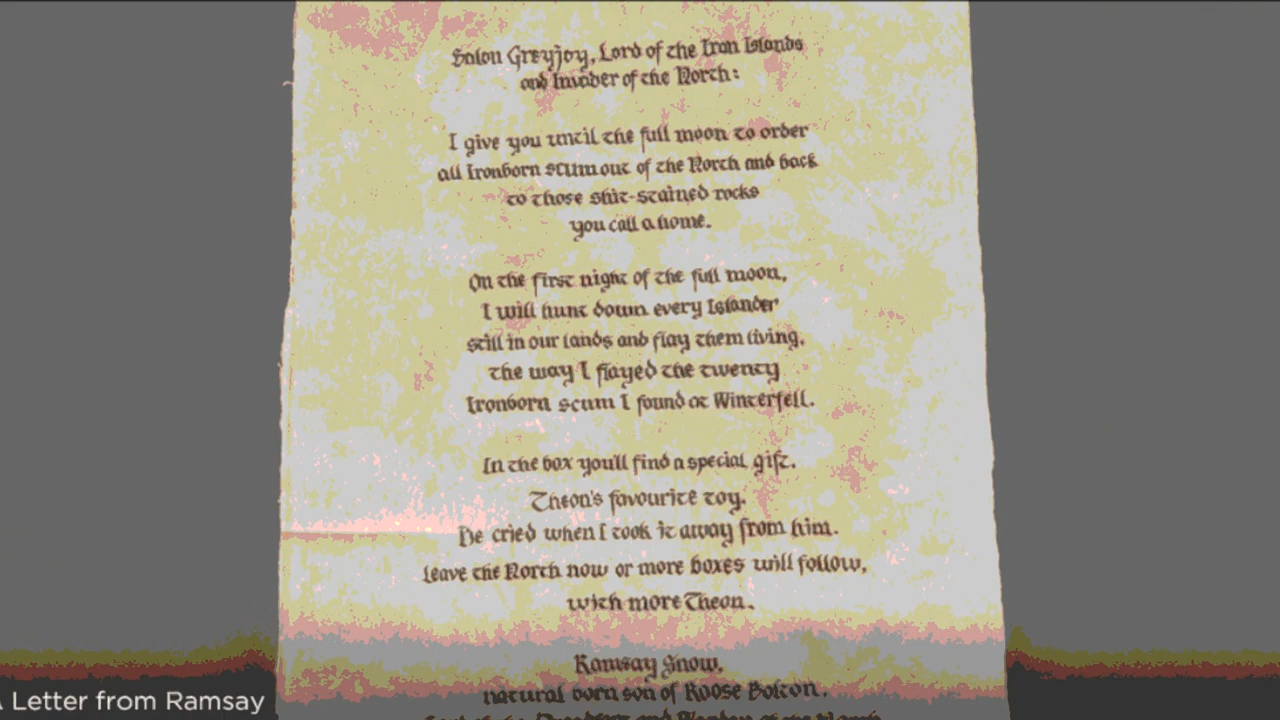 Balon Greyjoy, Lord of the Iron Islands
and Invader of the North:
I give you until the full moon to order
all Ironborn scum out of the North and back
to those shit-stained rocks
you call a home.
On the first night of the full moon,
I will hunt down every Islander
still in our lands and flay them living,
the way I flayed the twenty
Ironborn scum I found at Winterfell.
In the box you'll find a special gift.
Theon's favourite toy.
He cried when I took it away from him.
Leave the North now or more boxes will follow,
with more Theon.
Ramsay Snow,
natural born son of Roose Bolton,
Letter from Ramsay